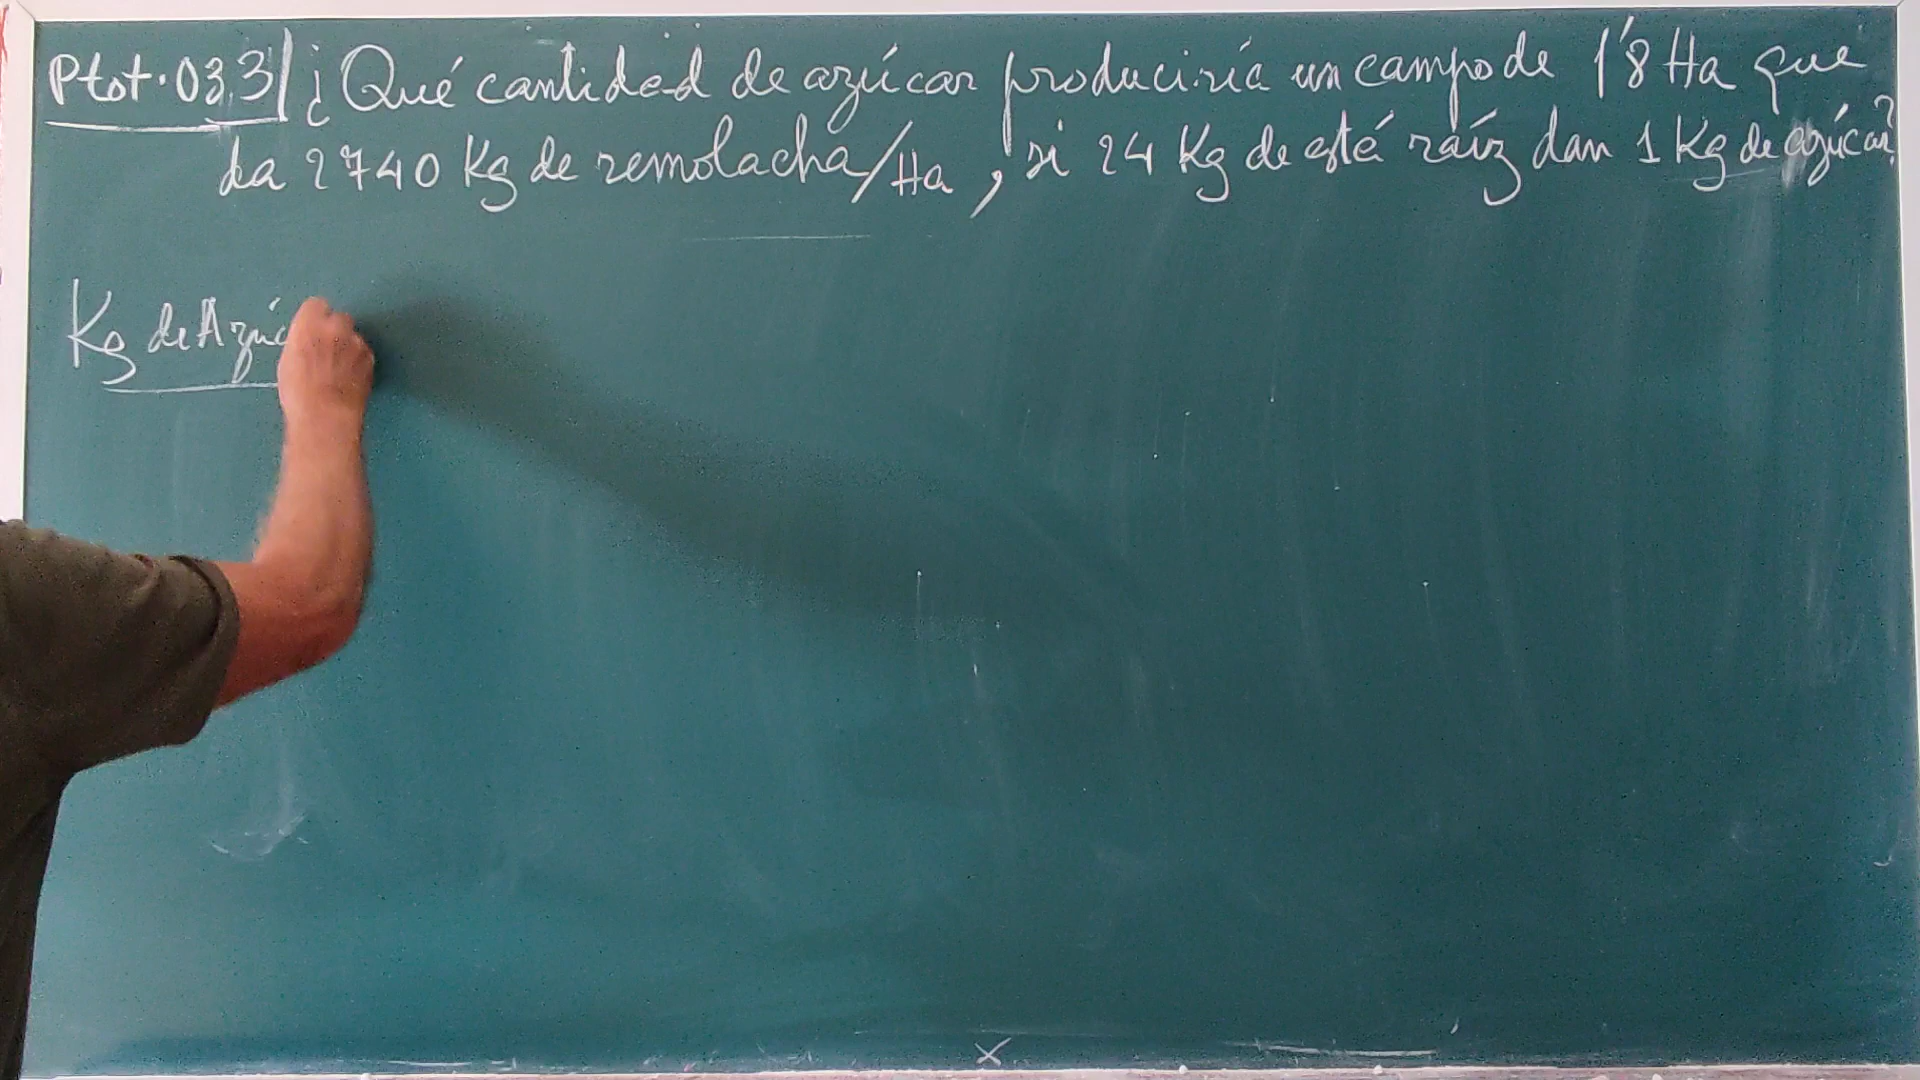 Ptot.03.3 ¿Qué cantidad de azúcar produciría un campo de 1'8 Ha que
da 2740 Kg de remolacha/Ha, si 24 Kg de esté raíz dan 1 Kg de azúcar?
Kg de Azúc
x